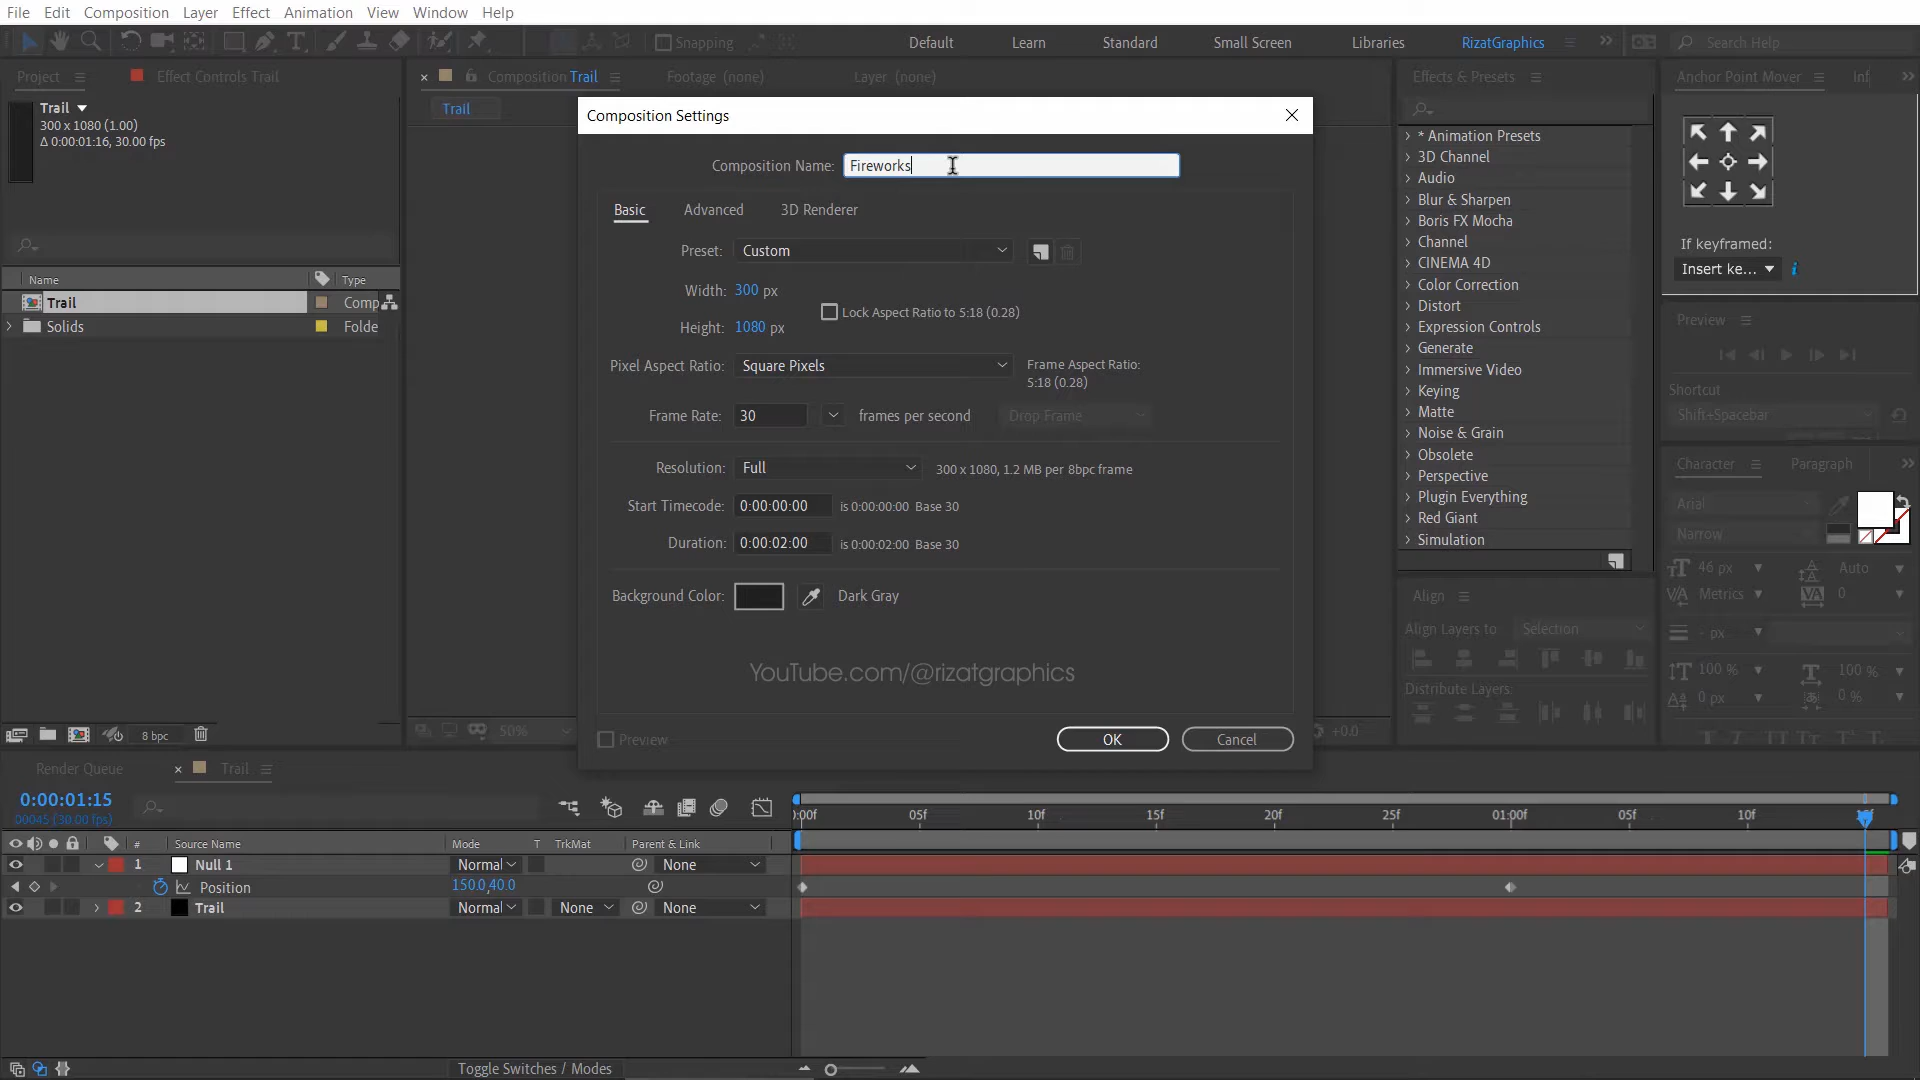 File Edit Composition Layer Effect Animation View Window Help
Snapping Default Learn Standard Small Screen Libraries RizatGraphics Search Help
Project Effect Controls Trail Composition Trail Footage (none) Layer (none) Effects & Presets Anchor Point Mover Inf
Trail
300 x 1080 (1.00)
Δ 0:00:01:16, 30.00 fps
Name Type
Trail Comp
Solids Folde
8 bpc
Trail
50%
+0.0
Composition Settings
Composition Name: Fireworks
Basic Advanced 3D Renderer
Preset: Custom
Width: 300 px
Height: 1080 px
Lock Aspect Ratio to 5:18 (0.28)
Pixel Aspect Ratio: Square Pixels
Frame Aspect Ratio:
5:18 (0.28)
Frame Rate: 30 frames per second Drop Frame
Resolution: Full 300 x 1080, 1.2 MB per 8bpc frame
Start Timecode: 0:00:00:00 is 0:00:00:00 Base 30
Duration: 0:00:02:00 is 0:00:02:00 Base 30
Background Color: Dark Gray
YouTube.com/@rizatgraphics
Preview OK Cancel
* Animation Presets
3D Channel
Audio
Blur & Sharpen
Boris FX Mocha
Channel
CINEMA 4D
Color Correction
Distort
Expression Controls
Generate
Immersive Video
Keying
Matte
Noise & Grain
Obsolete
Perspective
Plugin Everything
Red Giant
Simulation
Align
Align Layers to Selection
Distribute Layers:
If keyframed:
Insert ke...
Preview
Shortcut
Shift+Spacebar
Character Paragraph
Arial
Narrow
46 px Auto
Metrics 0
- px
100 % 100 %
0 px 0 %
Render Queue Trail
0:00:01:15
00045 (30.00 fps)
:00f 05f 10f 15f 20f 25f 01:00f 05f 10f
# Source Name Mode T TrkMat Parent & Link
1 Null 1 Normal None
Position 150.0,40.0
2 Trail Normal None None
Toggle Switches / Modes